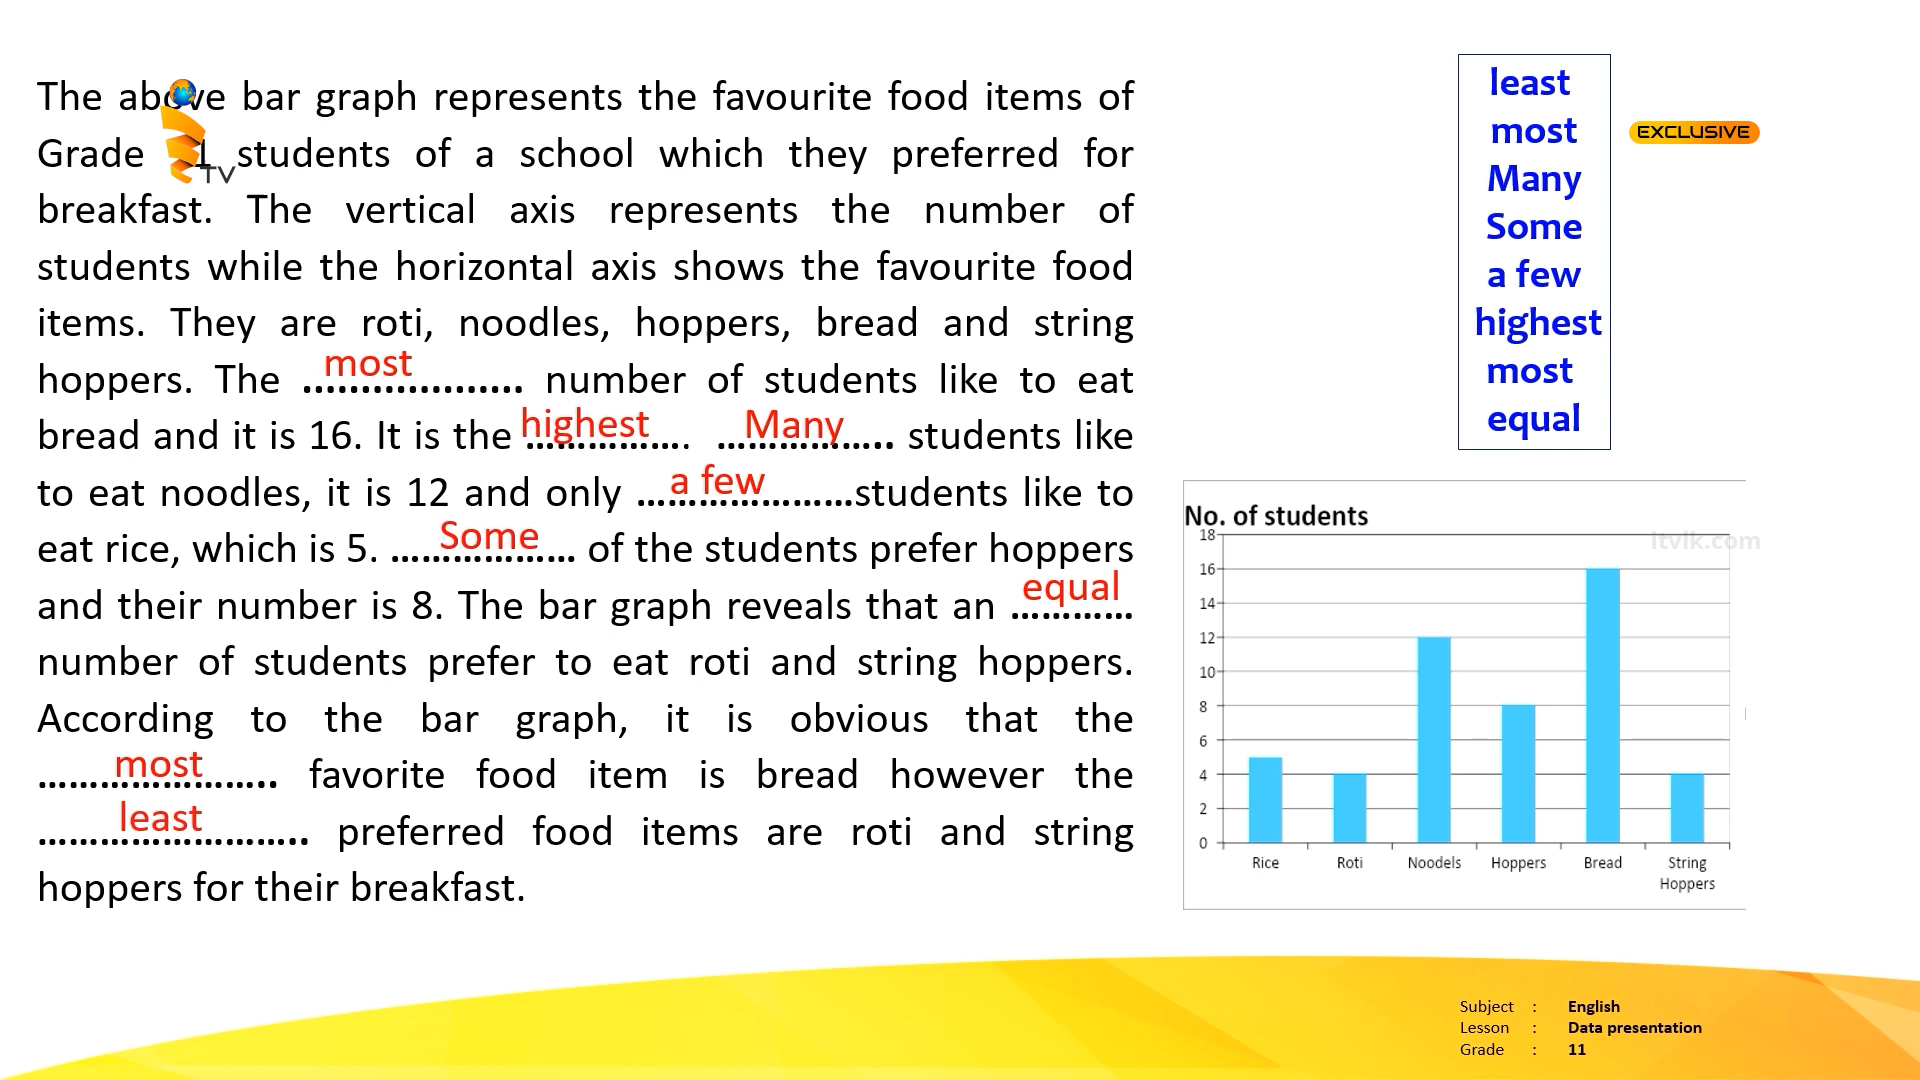 The above bar graph represents the favourite food items of
Grade 11 students of a school which they preferred for
breakfast. The vertical axis represents the number of
students while the horizontal axis shows the favourite food
items. They are roti, noodles, hoppers, bread and string
hoppers. The most number of students like to eat
bread and it is 16. It is the highest. Many students like
to eat noodles, it is 12 and only a few students like to
eat rice, which is 5. Some of the students prefer hoppers
and their number is 8. The bar graph reveals that an equal
number of students prefer to eat roti and string hoppers.
According to the bar graph, it is obvious that the
most favorite food item is bread however the
least preferred food items are roti and string
hoppers for their breakfast.
TV
least
most
Many
Some
a few
highest
most
equal
EXCLUSIVE
No. of students
itvlk.com
18
16
14
12
10
8
6
4
2
0
Rice Roti Noodels Hoppers Bread String
Hoppers
Subject : English
Lesson : Data presentation
Grade : 11